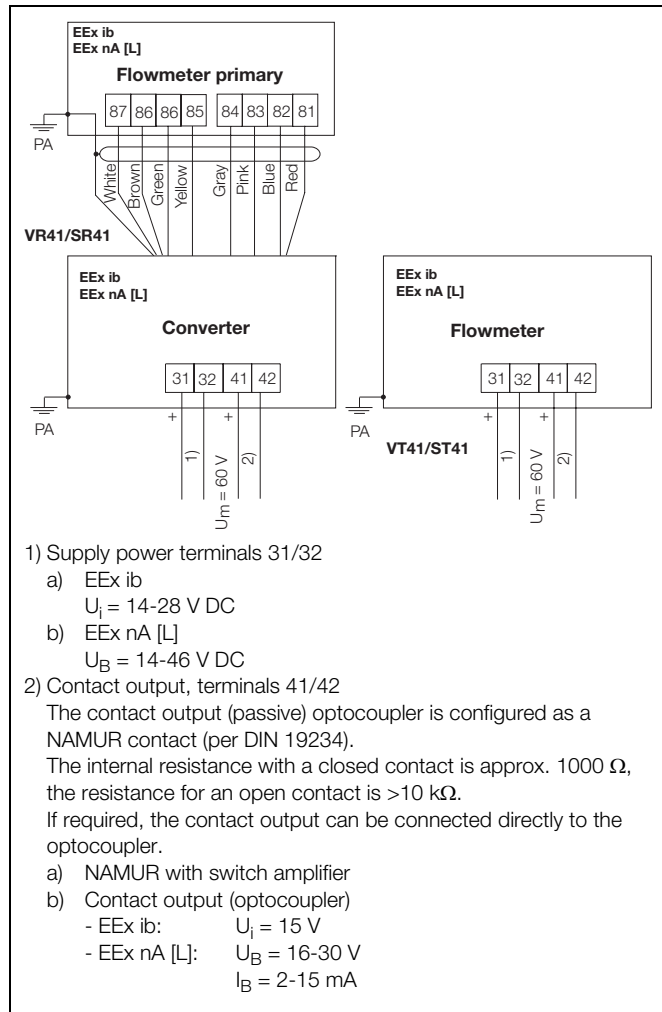 EEx ib
EEx nA [L]
Flowmeter primary
87 86 86 85 84 83 82 81
PA
White Brown Green Yellow Gray Pink Blue Red
VR41/SR41
EEx ib
EEx nA [L]
Converter
31 32 41 42
PA
+ +
1) Um = 60 V 2)
EEx ib
EEx nA [L]
Flowmeter
31 32 41 42
PA
VT41/ST41
+ +
1) Um = 60 V 2)
1) Supply power terminals 31/32
a) EEx ib
Ui = 14-28 V DC
b) EEx nA [L]
UB = 14-46 V DC
2) Contact output, terminals 41/42
The contact output (passive) optocoupler is configured as a
NAMUR contact (per DIN 19234).
The internal resistance with a closed contact is approx. 1000 Ω,
the resistance for an open contact is >10 kΩ.
If required, the contact output can be connected directly to the
optocoupler.
a) NAMUR with switch amplifier
b) Contact output (optocoupler)
- EEx ib: Ui = 15 V
- EEx nA [L]: UB = 16-30 V
IB = 2-15 mA